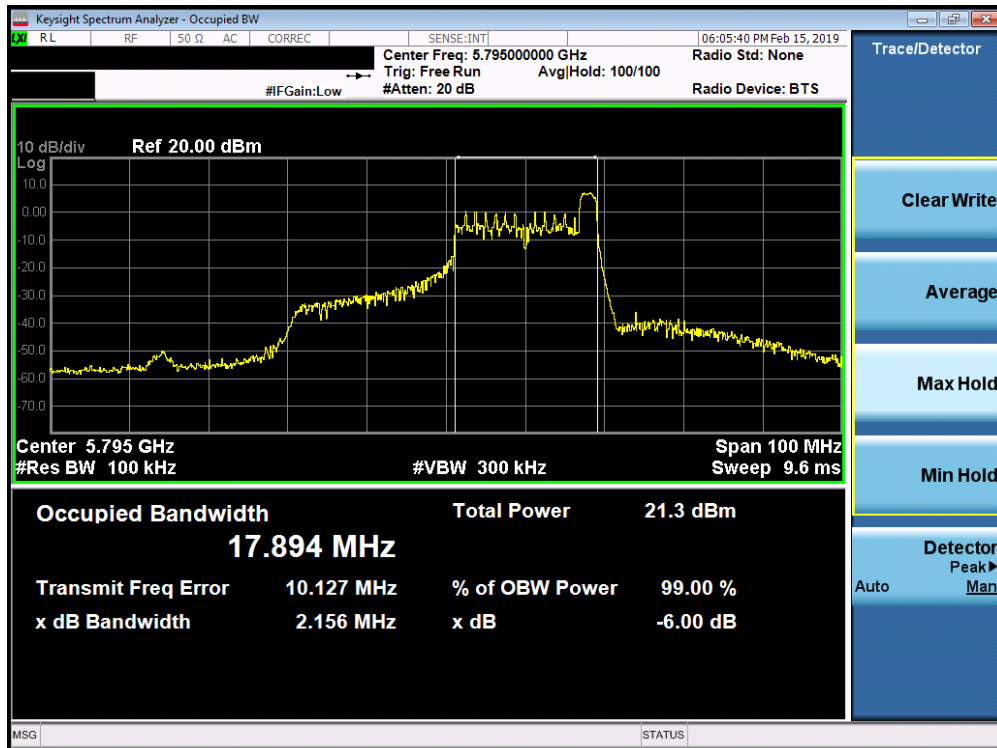 Keysight Spectrum Analyzer - Occupied BW
LXI RL RF 50 Ω AC CORREC SENSE:INT 06:05:40 PM Feb 15, 2019
Center Freq: 5.795000000 GHz Radio Std: None
Trig: Free Run Avg|Hold: 100/100
#IFGain:Low #Atten: 20 dB Radio Device: BTS
10 dB/div Ref 20.00 dBm
Log
10.0
0.00
-10.0
-20.0
-30.0
-40.0
-50.0
-60.0
-70.0
Center 5.795 GHz Span 100 MHz
#Res BW 100 kHz #VBW 300 kHz Sweep 9.6 ms
Occupied Bandwidth Total Power 21.3 dBm
17.894 MHz
Transmit Freq Error 10.127 MHz % of OBW Power 99.00 %
x dB Bandwidth 2.156 MHz x dB -6.00 dB
MSG STATUS
Trace/Detector
Clear Write
Average
Max Hold
Min Hold
Detector
Peak▶
Auto Man